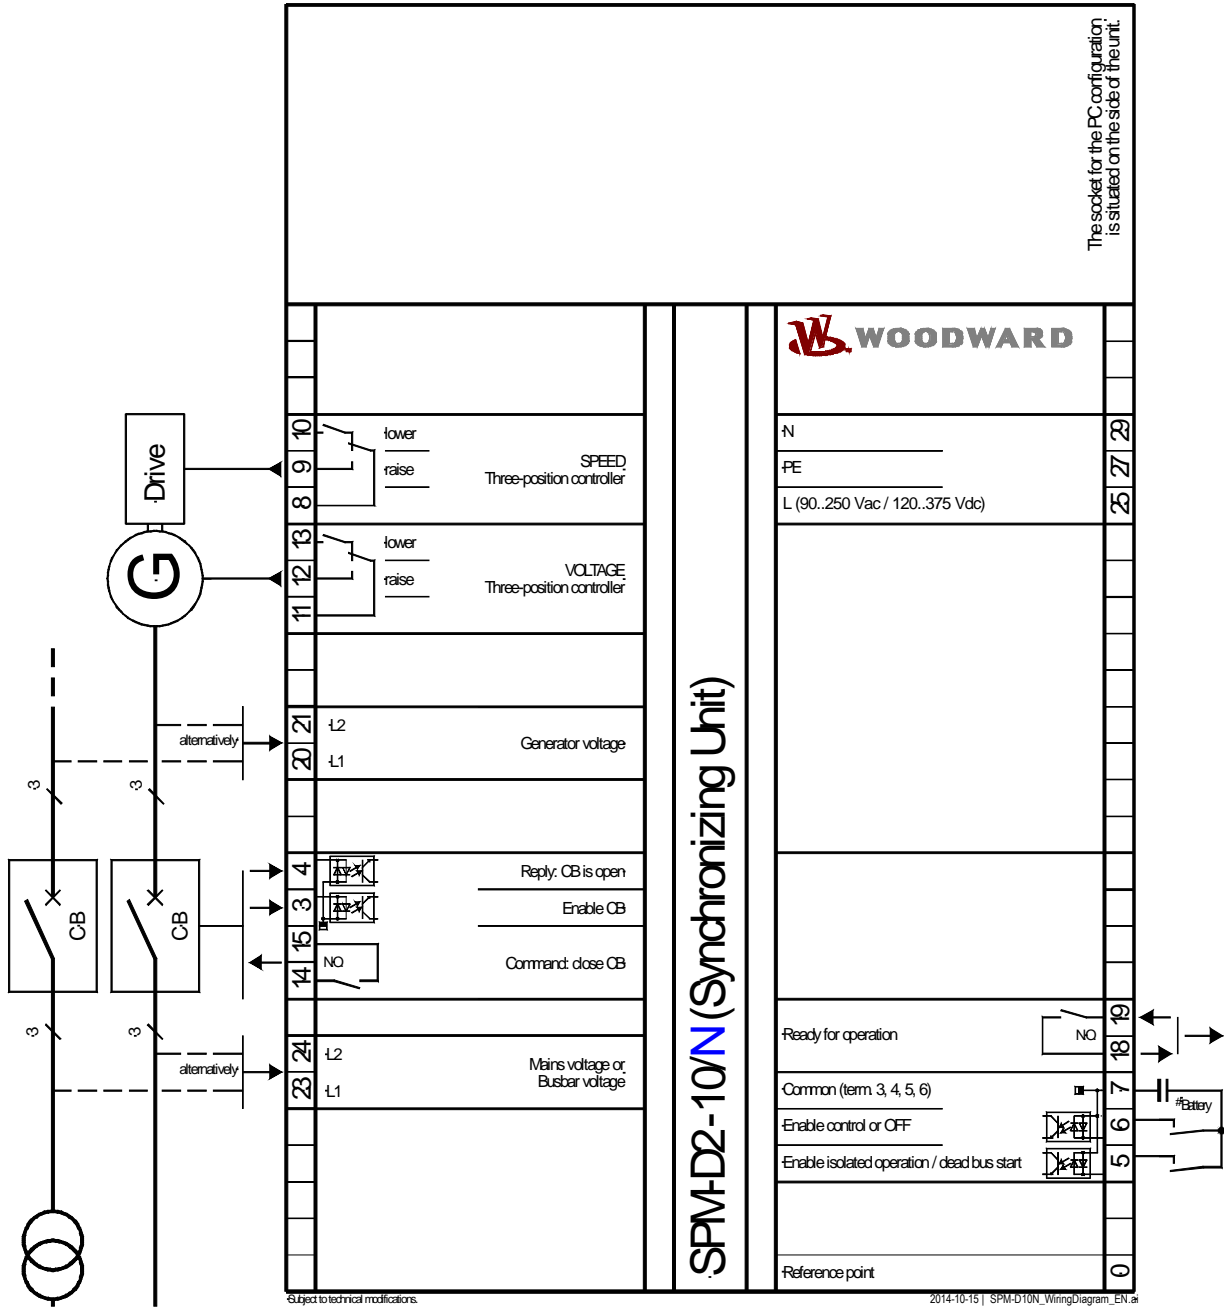 The socket for the PC configuration
is situated on the side of the unit.
WOODWARD
Drive
G
10
lower
9
raise
8
SPEED
Three-position controller
13
lower
12
raise
11
VOLTAGE
Three-position controller
21
L2
20
L1
Generator voltage
alternatively
3
3
4
Reply: CB is open
3
Enable CB
15
14
NO
Command: close CB
CB
CB
3
3
24
L2
23
L1
Mains voltage or
Busbar voltage
alternatively
SPM-D2-10/N (Synchronizing Unit)
N
29
PE
27
L (90..250 Vac / 120..375 Vdc)
25
Ready for operation
NO
19
18
Common (term. 3, 4, 5, 6)
7
#Battery
Enable control or OFF
6
Enable isolated operation / dead bus start
5
Reference point
0
Subject to technical modifications.
2014-10-15 | SPM-D10N_WiringDiagram_EN.ai